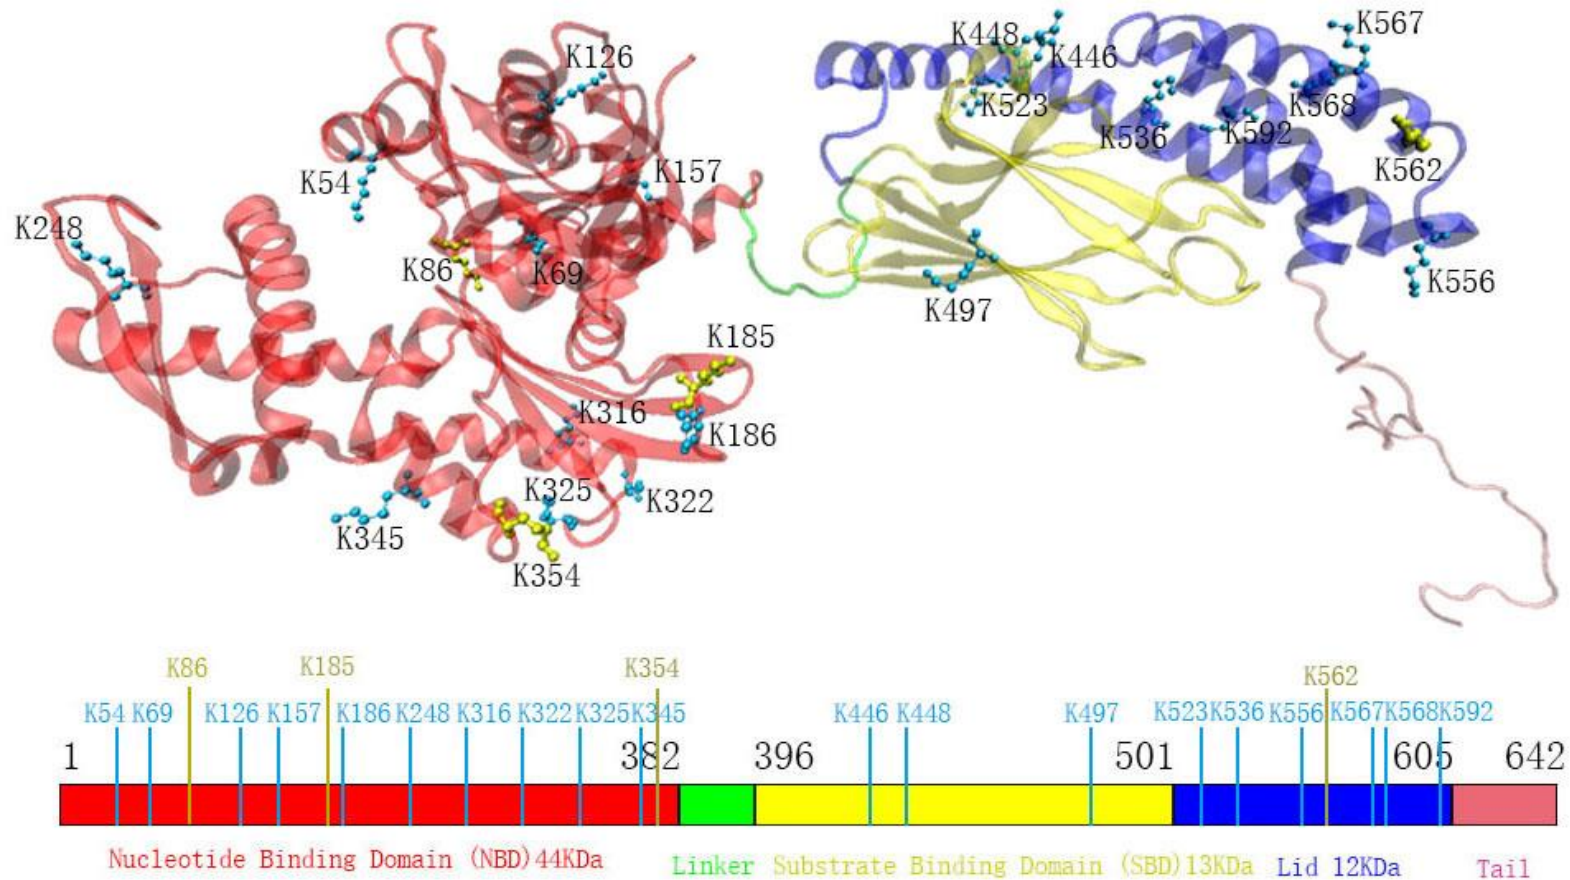 K567
K448
K446
K126
K523
K568
K536
K592
K562
K157
K54
K248
K86
K69
K556
K497
K185
K316
K186
K325
K322
K345
K354
K86
K185
K354
K562
K54 K69 K126 K157 K186 K248 K316 K322 K325 K345 K446 K448 K497 K523 K536 K556 K567 K568 K592
1 382 396 501 605 642
Nucleotide Binding Domain (NBD)44KDa Linker Substrate Binding Domain (SBD)13KDa Lid 12KDa Tail